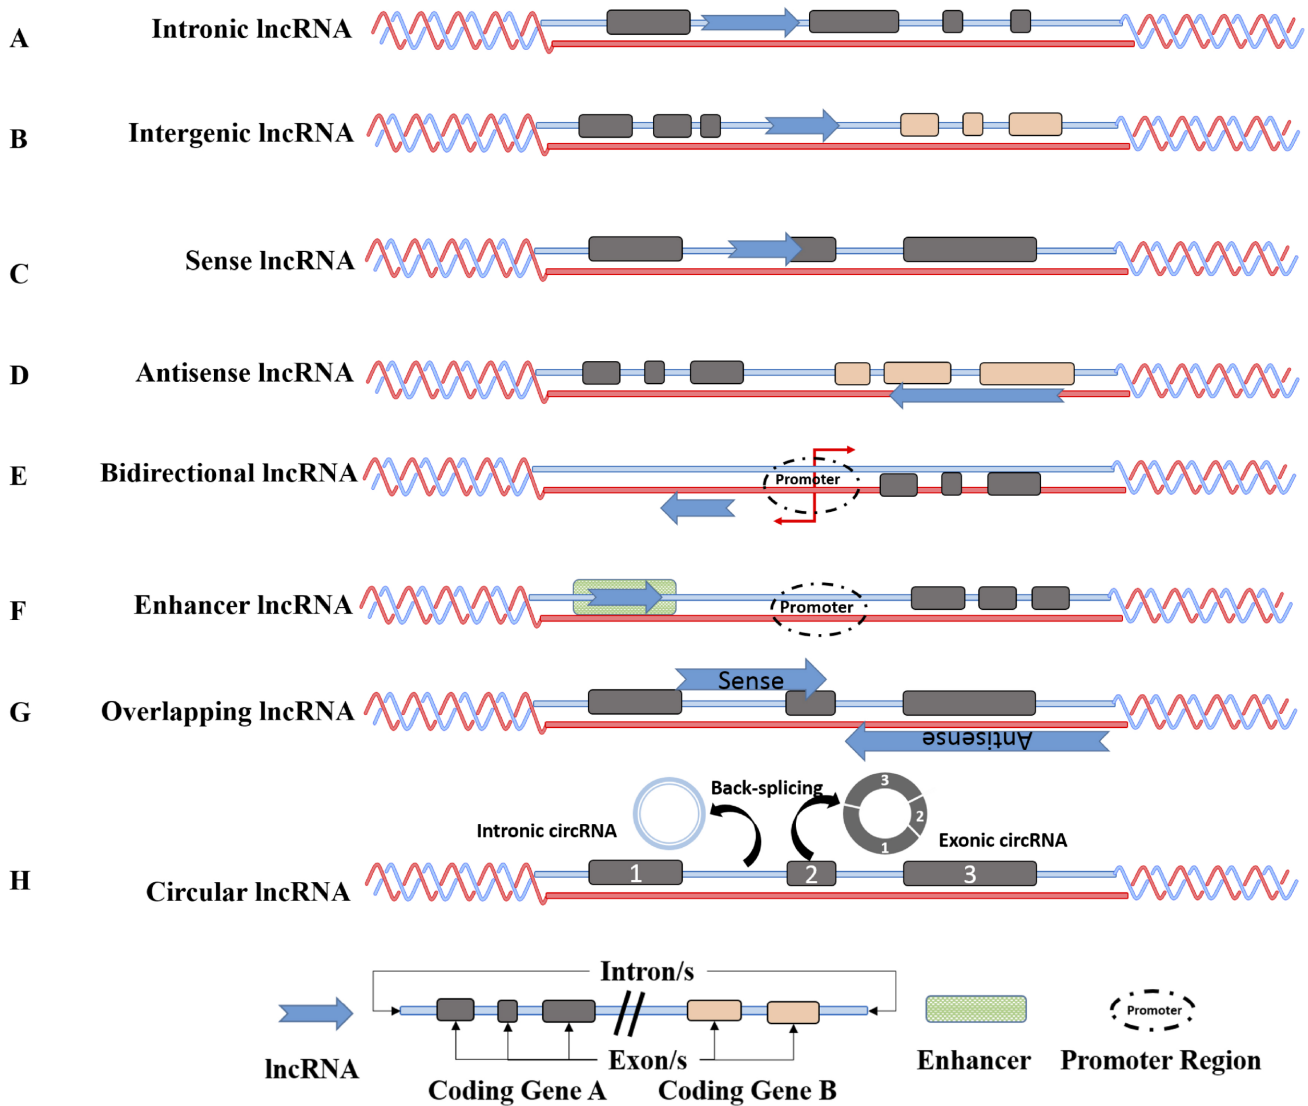 A Intronic lncRNA
B Intergenic lncRNA
C Sense lncRNA
D Antisense lncRNA
E Bidirectional lncRNA
Promoter
F Enhancer lncRNA
Promoter
G Overlapping lncRNA
Sense
Antisense
Back-splicing
Intronic circRNA
3
2
1
Exonic circRNA
H Circular lncRNA
1 2 3
Intron/s
Promoter
Exon/s
lncRNA
Coding Gene A
Coding Gene B
Enhancer
Promoter Region